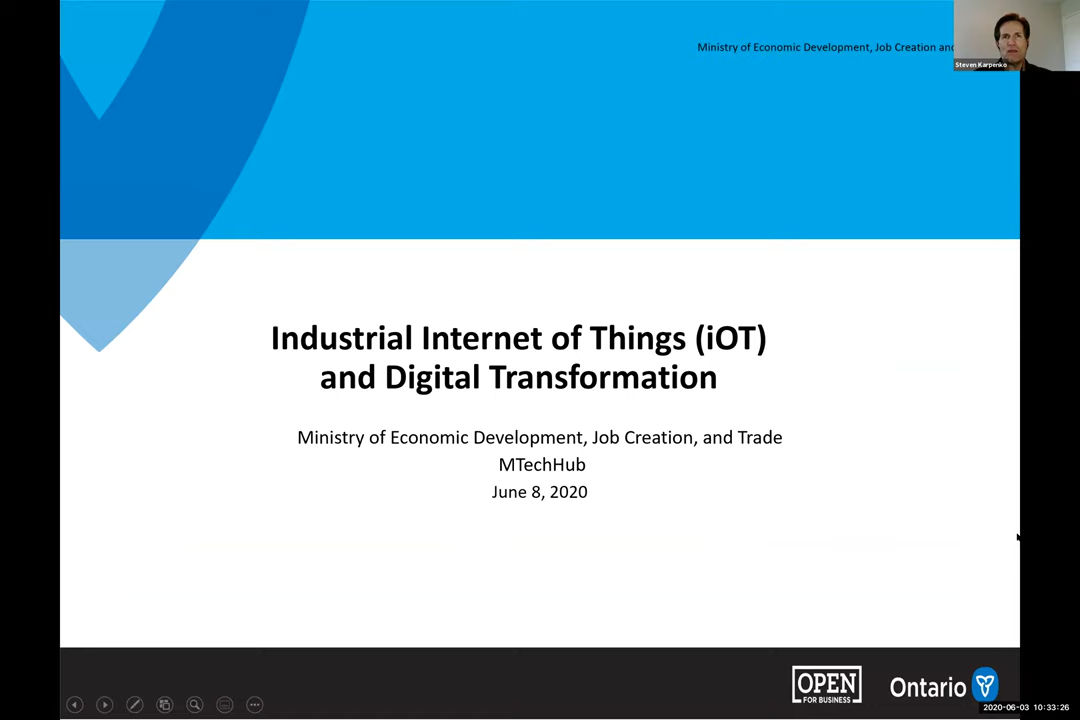 Ministry of Economic Development, Job Creation and
Steven Karpenko
Industrial Internet of Things (iOT)
and Digital Transformation
Ministry of Economic Development, Job Creation, and Trade
MTechHub
June 8, 2020
OPEN
FOR BUSINESS
Ontario
2020-06-03 10:33:26